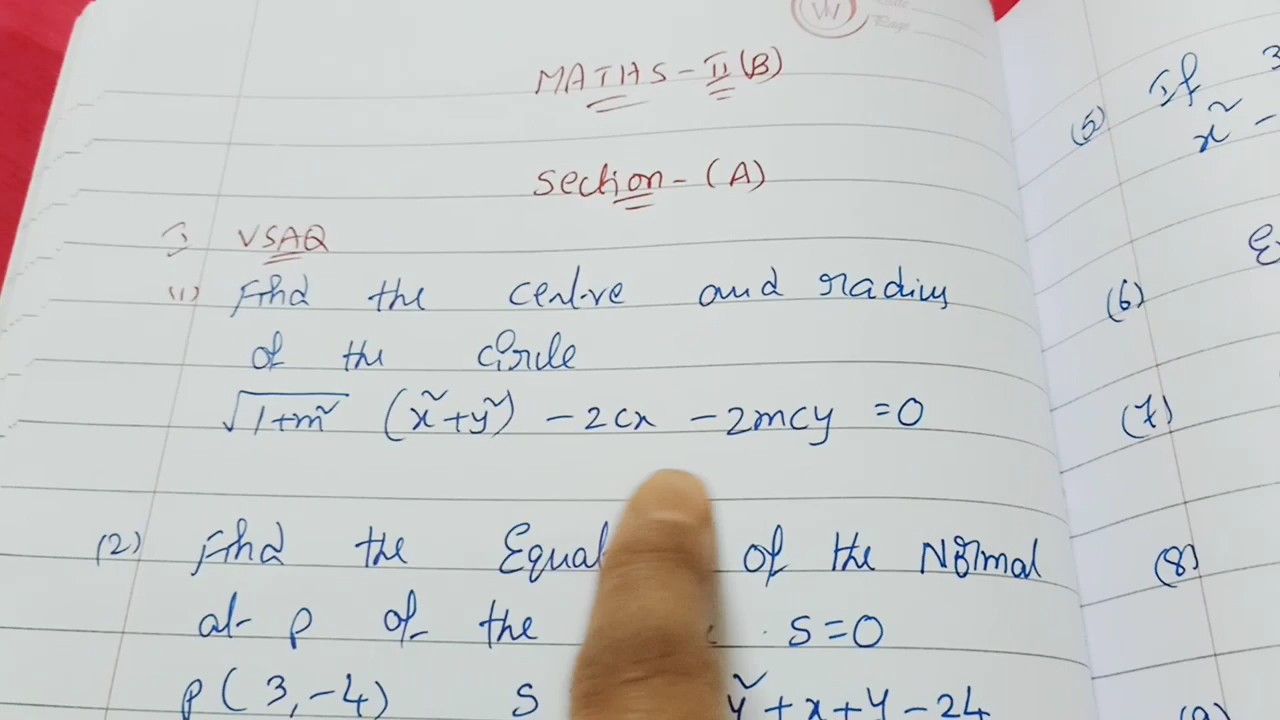 MATHS - II (B)
Section - (A)
I VSAQ
(1) Find the centre and radius
of the circle
√1+m² (x²+y²) -2cx -2mcy =0
(2) Find the of the Normal
at P of the S=0
P(3,-4) S y²+x+y-24
(5) If
x² -
(6)
(7)
(8)